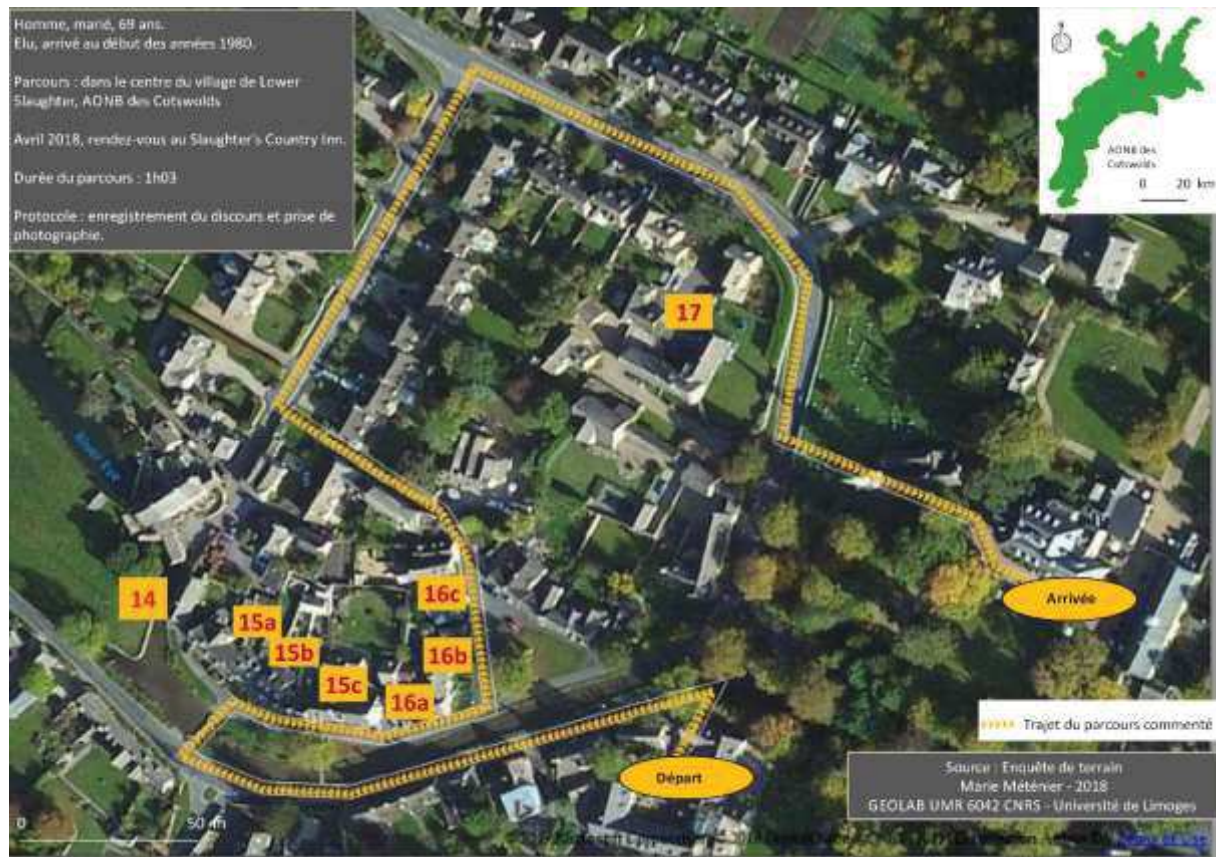 Homme, marié, 69 ans.
Elu, arrivé au début des années 1980.
Parcours : dans le centre du village de Lower
Slaughter, AONB des Cotswolds
Avril 2018, rendez-vous au Slaughter's Country Inn.
Durée du parcours : 1h03
Protocole : enregistrement du discours et prise de
photographie.
AONB des
Cotswolds
0 20 km
17
River Eye
14
15a
15b
15c
16a
16b
16c
Arrivée
Départ
Trajet du parcours commenté
Source : Enquête de terrain
Marie Méténier - 2018
GEOLAB UMR 6042 CNRS - Université de Limoges
0 50 m